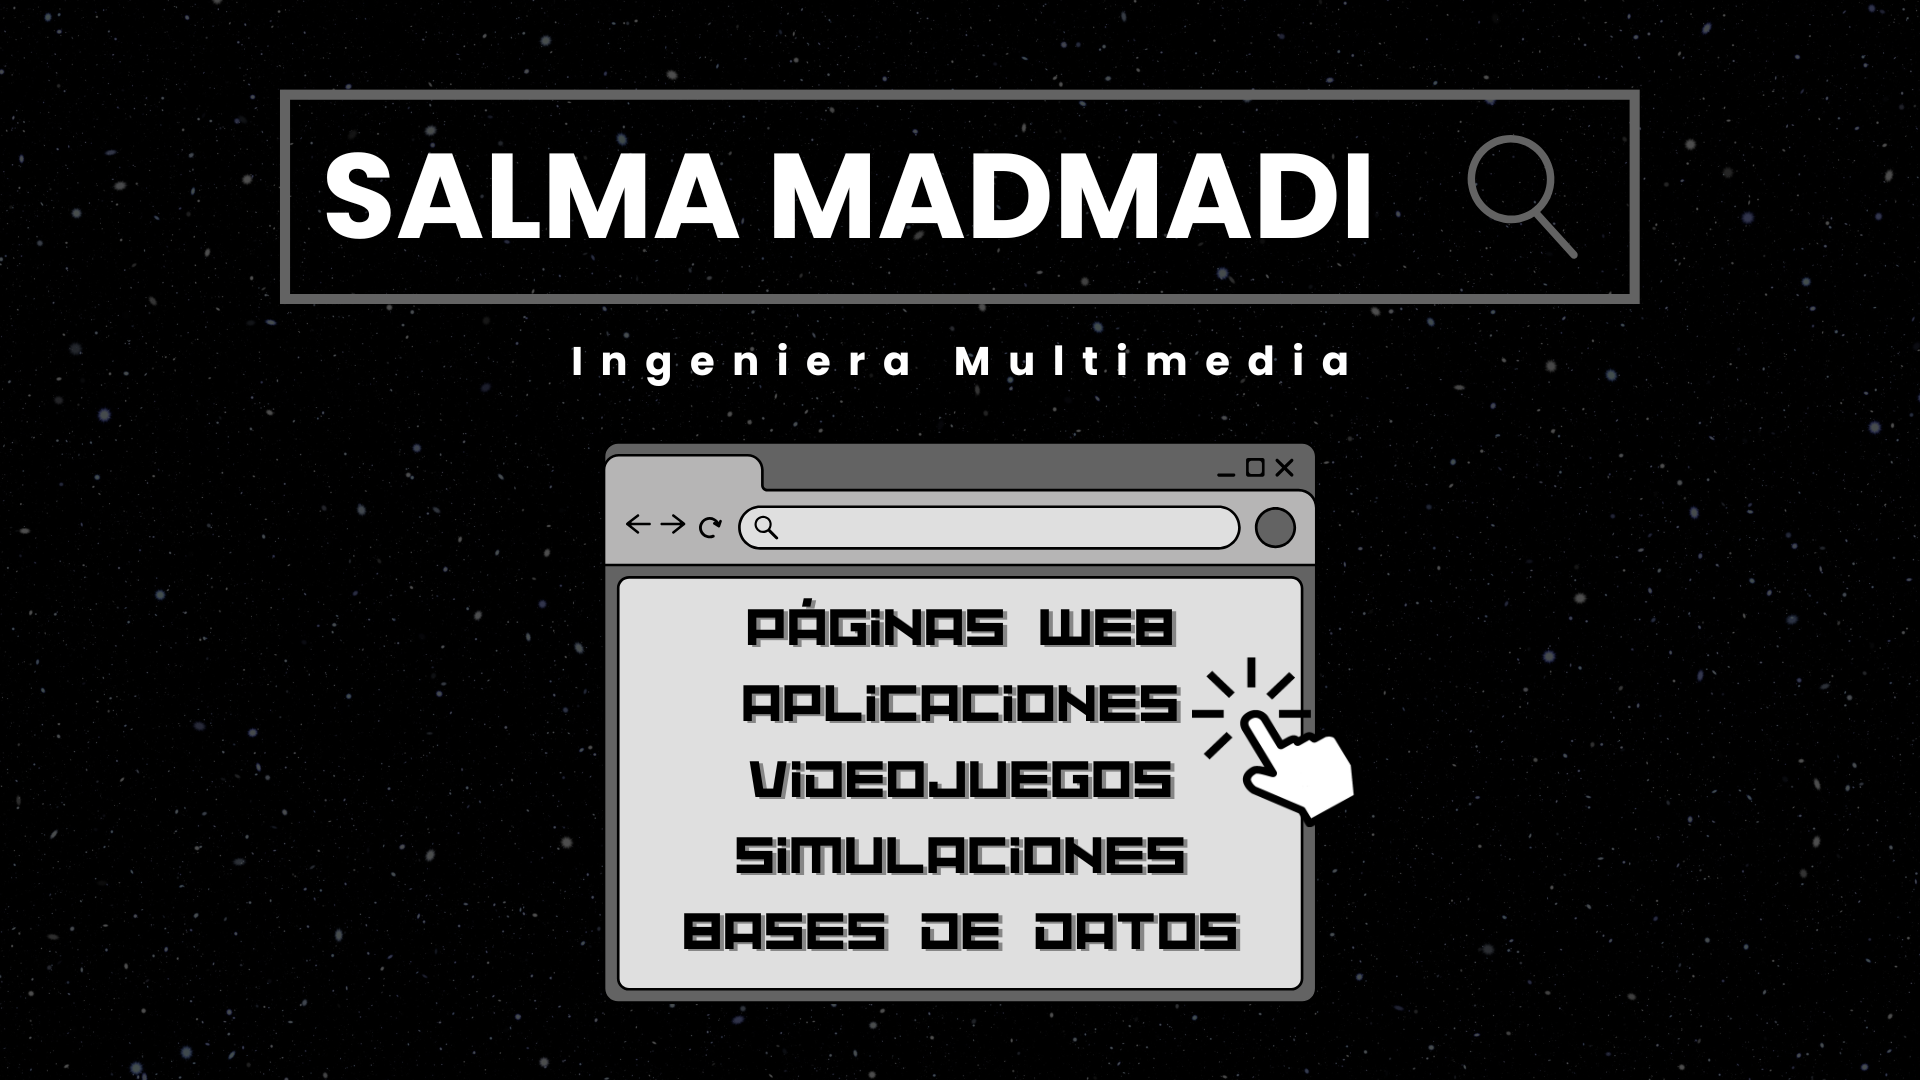 SALMA MADMADI
Ingeniera Multimedia
PÁGiNAS WEB
APLiCACiONES
ViDEOJUEGOS
SiMULACiONES
BASES DE DATOS